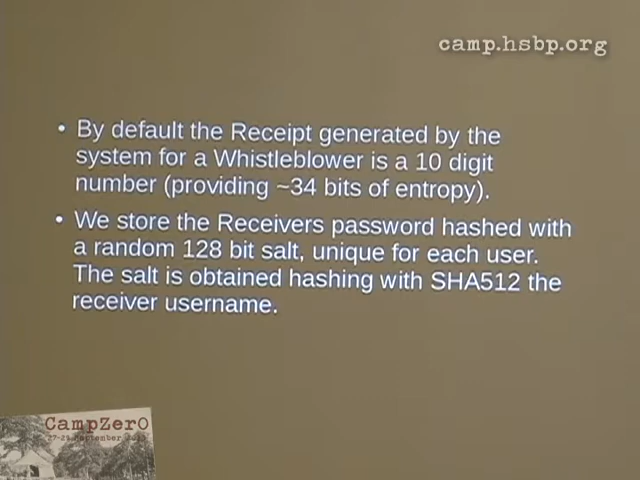 camp.hsbp.org
• By default the Receipt generated by the
system for a Whistleblower is a 10 digit
number (providing ~34 bits of entropy).
• We store the Receivers password hashed with
a random 128 bit salt, unique for each user.
The salt is obtained hashing with SHA512 the
receiver username.
CampZer0
September